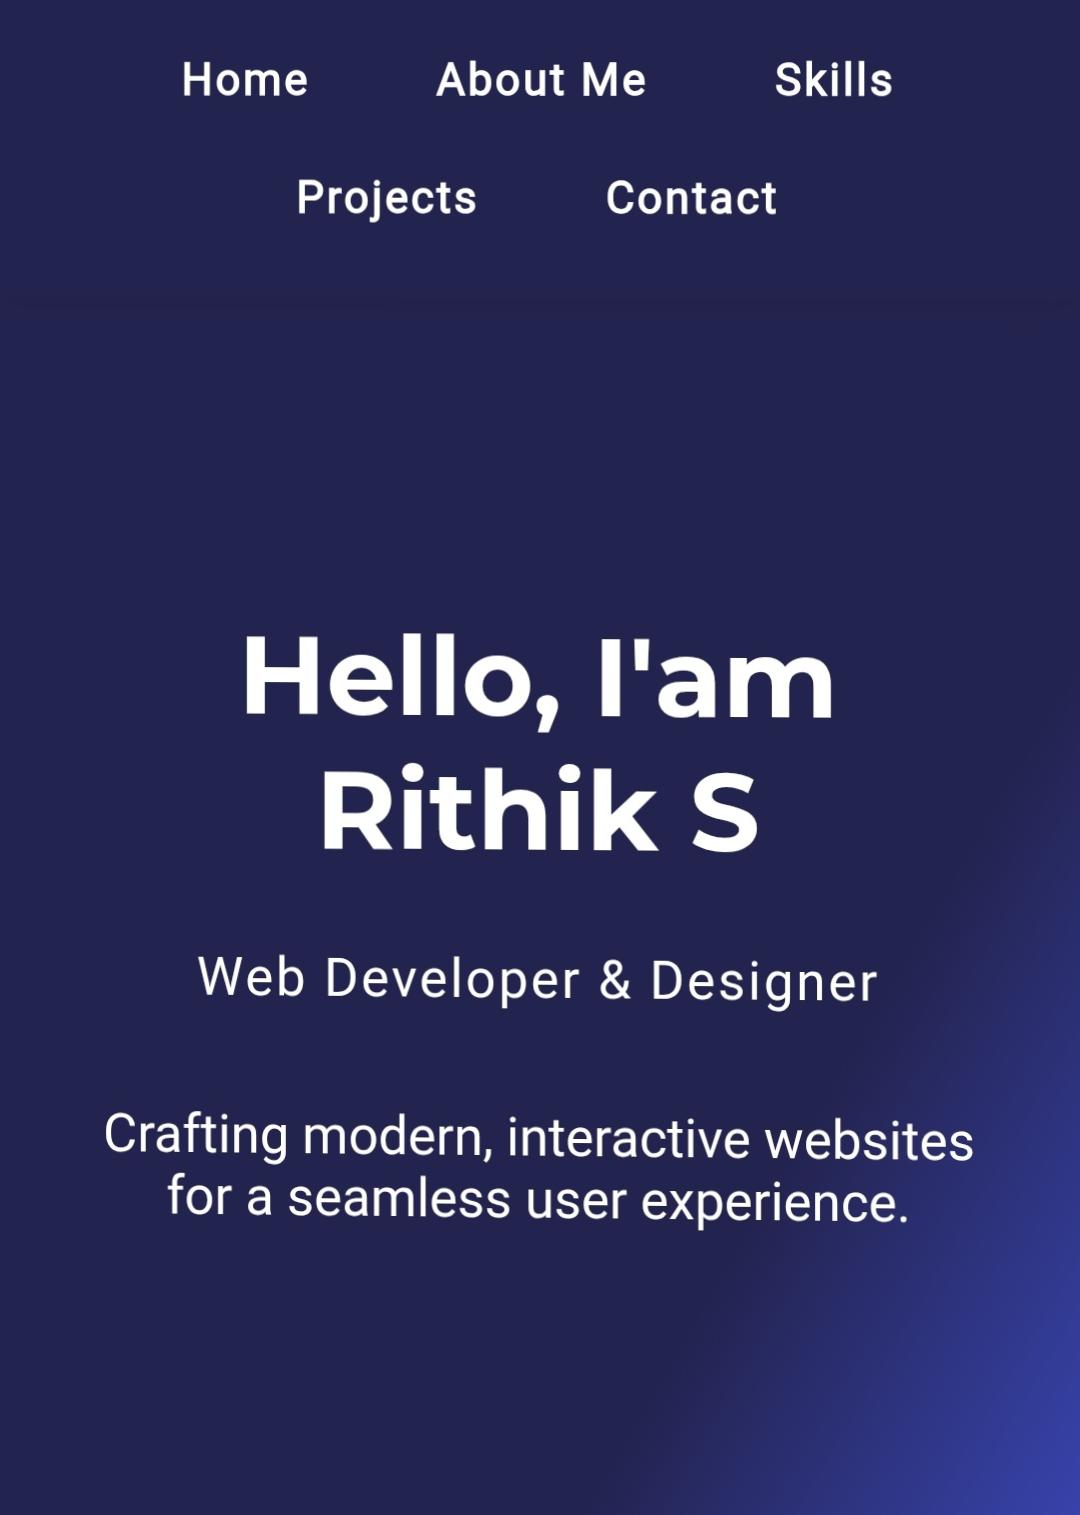 Home About Me Skills
Projects Contact
Hello, I'am
Rithik S
Web Developer & Designer
Crafting modern, interactive websites
for a seamless user experience.